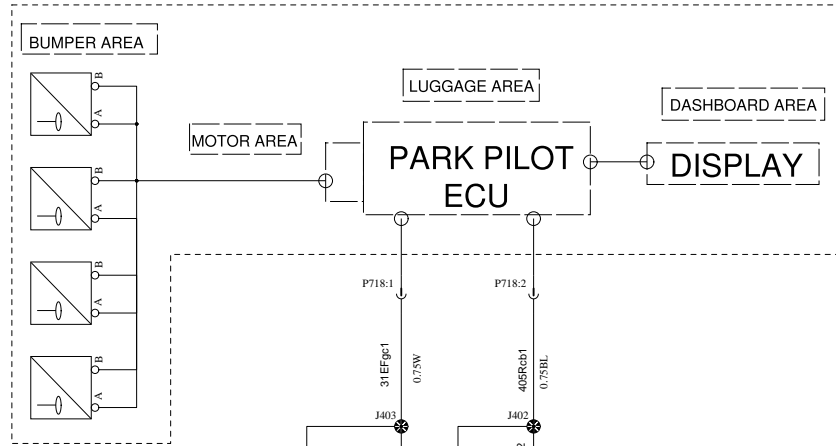 BUMPER AREA
B
A
B
A
B
A
B
A
MOTOR AREA
LUGGAGE AREA
PARK PILOT
ECU
DASHBOARD AREA
DISPLAY
P718:1
P718:2
31EFgc1
0.75W
405Rcb1
0.75BL
J403
J402